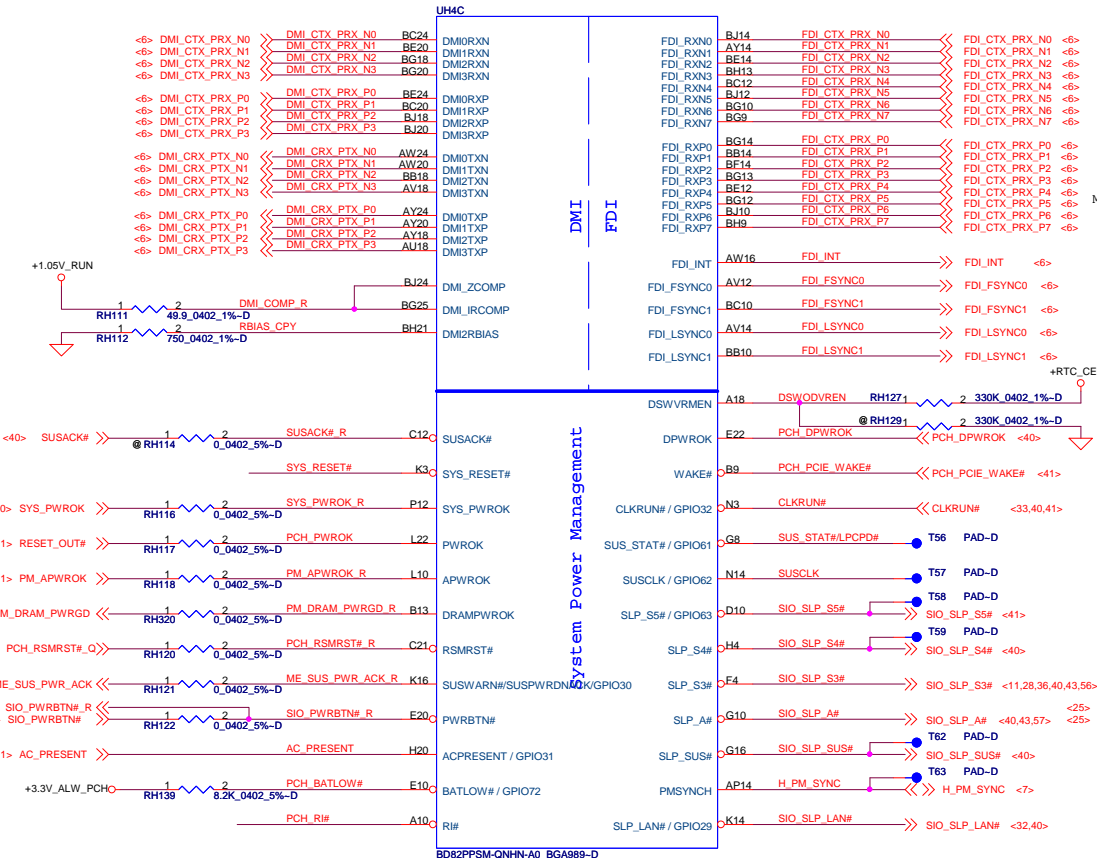 UH4C
<6> DMI_CTX_PRX_N0 DMI_CTX_PRX_N0 BC24 DMI0RXN
<6> DMI_CTX_PRX_N1 DMI_CTX_PRX_N1 BE20 DMI1RXN
<6> DMI_CTX_PRX_N2 DMI_CTX_PRX_N2 BG18 DMI2RXN
<6> DMI_CTX_PRX_N3 DMI_CTX_PRX_N3 BG20 DMI3RXN
<6> DMI_CTX_PRX_P0 DMI_CTX_PRX_P0 BE24 DMI0RXP
<6> DMI_CTX_PRX_P1 DMI_CTX_PRX_P1 BC20 DMI1RXP
<6> DMI_CTX_PRX_P2 DMI_CTX_PRX_P2 BJ18 DMI2RXP
<6> DMI_CTX_PRX_P3 DMI_CTX_PRX_P3 BJ20 DMI3RXP
<6> DMI_CRX_PTX_N0 DMI_CRX_PTX_N0 AW24 DMI0TXN
<6> DMI_CRX_PTX_N1 DMI_CRX_PTX_N1 AW20 DMI1TXN
<6> DMI_CRX_PTX_N2 DMI_CRX_PTX_N2 BB18 DMI2TXN
<6> DMI_CRX_PTX_N3 DMI_CRX_PTX_N3 AV18 DMI3TXN
<6> DMI_CRX_PTX_P0 DMI_CRX_PTX_P0 AY24 DMI0TXP
<6> DMI_CRX_PTX_P1 DMI_CRX_PTX_P1 AY20 DMI1TXP
<6> DMI_CRX_PTX_P2 DMI_CRX_PTX_P2 AY18 DMI2TXP
<6> DMI_CRX_PTX_P3 DMI_CRX_PTX_P3 AU18 DMI3TXP
+1.05V_RUN
BJ24 DMI_ZCOMP
1 2 DMI_COMP_R BG25 DMI_IRCOMP
RH111 49.9_0402_1%~D
1 2 RBIAS_CPY BH21 DMI2RBIAS
RH112 750_0402_1%~D
DMI
FDI
FDI_RXN0 BJ14 FDI_CTX_PRX_N0 FDI_CTX_PRX_N0 <6>
FDI_RXN1 AY14 FDI_CTX_PRX_N1 FDI_CTX_PRX_N1 <6>
FDI_RXN2 BE14 FDI_CTX_PRX_N2 FDI_CTX_PRX_N2 <6>
FDI_RXN3 BH13 FDI_CTX_PRX_N3 FDI_CTX_PRX_N3 <6>
FDI_RXN4 BC12 FDI_CTX_PRX_N4 FDI_CTX_PRX_N4 <6>
FDI_RXN5 BJ12 FDI_CTX_PRX_N5 FDI_CTX_PRX_N5 <6>
FDI_RXN6 BG10 FDI_CTX_PRX_N6 FDI_CTX_PRX_N6 <6>
FDI_RXN7 BG9 FDI_CTX_PRX_N7 FDI_CTX_PRX_N7 <6>
FDI_RXP0 BG14 FDI_CTX_PRX_P0 FDI_CTX_PRX_P0 <6>
FDI_RXP1 BB14 FDI_CTX_PRX_P1 FDI_CTX_PRX_P1 <6>
FDI_RXP2 BF14 FDI_CTX_PRX_P2 FDI_CTX_PRX_P2 <6>
FDI_RXP3 BG13 FDI_CTX_PRX_P3 FDI_CTX_PRX_P3 <6>
FDI_RXP4 BE12 FDI_CTX_PRX_P4 FDI_CTX_PRX_P4 <6>
FDI_RXP5 BG12 FDI_CTX_PRX_P5 FDI_CTX_PRX_P5 <6>
FDI_RXP6 BJ10 FDI_CTX_PRX_P6 FDI_CTX_PRX_P6 <6>
FDI_RXP7 BH9 FDI_CTX_PRX_P7 FDI_CTX_PRX_P7 <6>
FDI_INT AW16 FDI_INT FDI_INT <6>
FDI_FSYNC0 AV12 FDI_FSYNC0 FDI_FSYNC0 <6>
FDI_FSYNC1 BC10 FDI_FSYNC1 FDI_FSYNC1 <6>
FDI_LSYNC0 AV14 FDI_LSYNC0 FDI_LSYNC0 <6>
FDI_LSYNC1 BB10 FDI_LSYNC1 FDI_LSYNC1 <6>
+RTC_CE
<40> SUSACK# 1 2 SUSACK#_R C12 SUSACK#
@ RH114 0_0402_5%~D
SYS_RESET# K3 SYS_RESET#
0> SYS_PWROK 1 2 SYS_PWROK_R P12 SYS_PWROK
RH116 0_0402_5%~D
1> RESET_OUT# 1 2 PCH_PWROK L22 PWROK
RH117 0_0402_5%~D
1> PM_APWROK 1 2 PM_APWROK_R L10 APWROK
RH118 0_0402_5%~D
M_DRAM_PWRGD 1 2 PM_DRAM_PWRGD_R B13 DRAMPWROK
RH320 0_0402_5%~D
PCH_RSMRST#_Q 1 2 PCH_RSMRST#_R C21 RSMRST#
RH120 0_0402_5%~D
ME_SUS_PWR_ACK 1 2 ME_SUS_PWR_ACK_R K16 SUSWARN#/SUSPWRDNACK/GPIO30
RH121 0_0402_5%~D
SIO_PWRBTN#_R
SIO_PWRBTN# 1 2 SIO_PWRBTN#_R E20 PWRBTN#
RH122 0_0402_5%~D
1> AC_PRESENT AC_PRESENT H20 ACPRESENT / GPIO31
+3.3V_ALW_PCH 1 2 PCH_BATLOW# E10 BATLOW# / GPIO72
RH139 8.2K_0402_5%~D
PCH_RI# A10 RI#
System Power Management
DSWVRMEN A18 DSWODVREN RH127 1 2 330K_0402_1%~D
@ RH129 1 2 330K_0402_1%~D
DPWROK E22 PCH_DPWROK PCH_DPWROK <40>
WAKE# B9 PCH_PCIE_WAKE# PCH_PCIE_WAKE# <41>
CLKRUN# / GPIO32 N3 CLKRUN# CLKRUN# <33,40,41>
SUS_STAT# / GPIO61 G8 SUS_STAT#/LPCPD# T56 PAD~D
SUSCLK / GPIO62 N14 SUSCLK T57 PAD~D
T58 PAD~D
SLP_S5# / GPIO63 D10 SIO_SLP_S5# SIO_SLP_S5# <41>
T59 PAD~D
SLP_S4# H4 SIO_SLP_S4# SIO_SLP_S4# <40>
SLP_S3# F4 SIO_SLP_S3# SIO_SLP_S3# <11,28,36,40,43,56>
<25>
SLP_A# G10 SIO_SLP_A# SIO_SLP_A# <40,43,57> <25>
T62 PAD~D
SLP_SUS# G16 SIO_SLP_SUS# SIO_SLP_SUS# <40>
T63 PAD~D
PMSYNCH AP14 H_PM_SYNC H_PM_SYNC <7>
SLP_LAN# / GPIO29 K14 SIO_SLP_LAN# SIO_SLP_LAN# <32,40>
BD82PPSM-QNHN-A0_BGA989~D